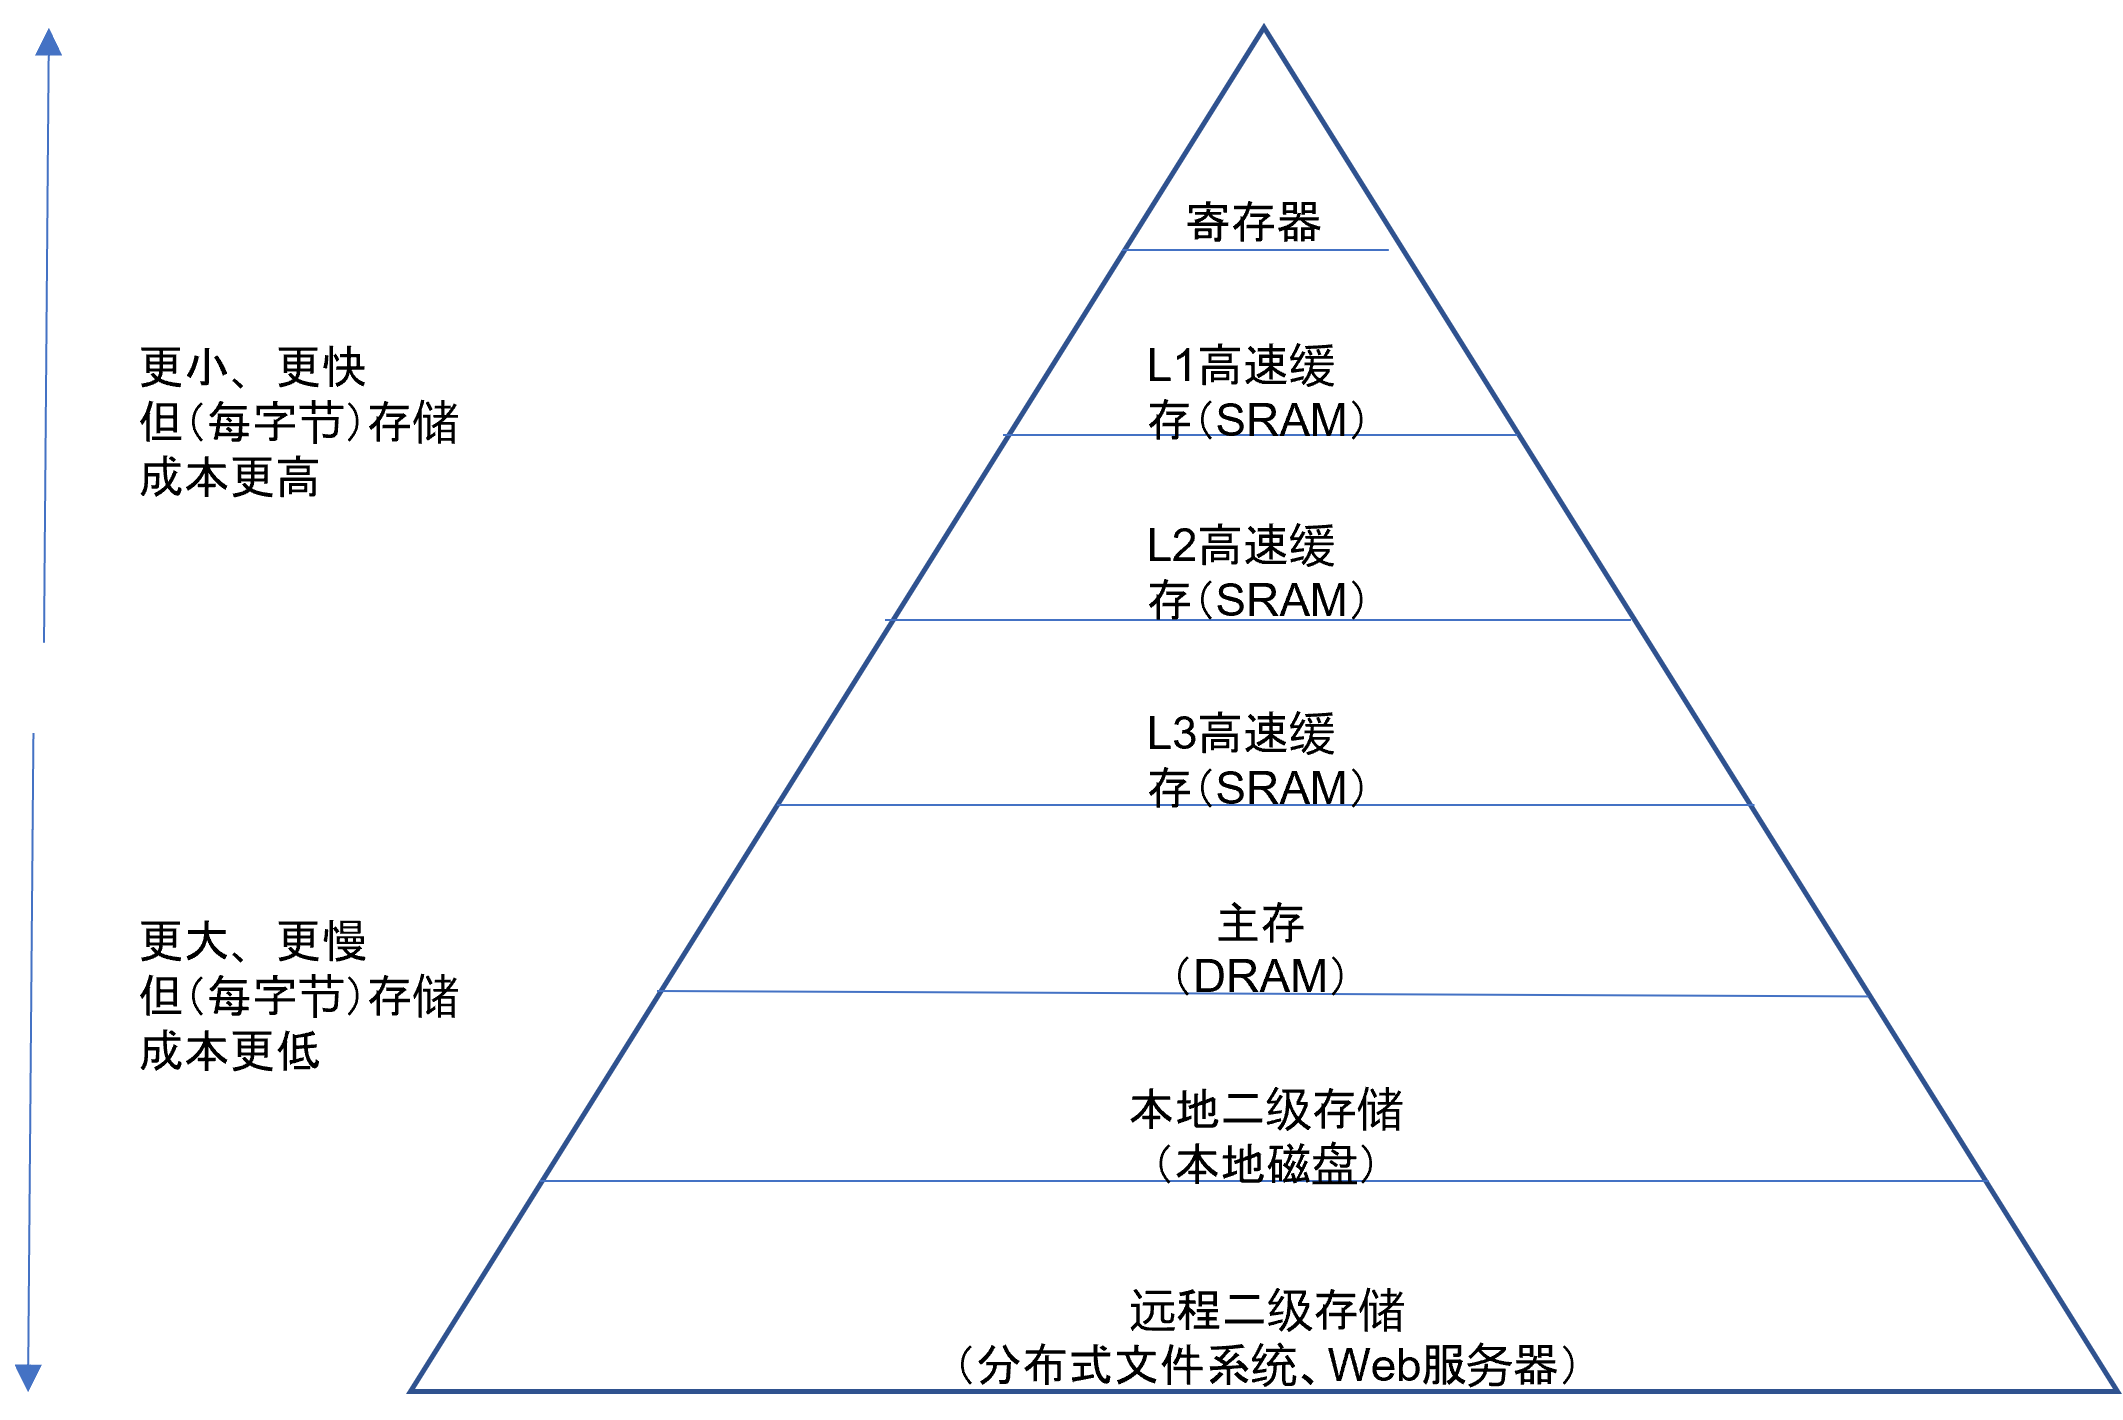 寄存器
更小、更快
但(每字节)存储
成本更高
L1高速缓
存(SRAM)
L2高速缓
存(SRAM)
L3高速缓
存(SRAM)
更大、更慢
但(每字节)存储
成本更低
主存
(DRAM)
本地二级存储
(本地磁盘)
远程二级存储
(分布式文件系统、Web服务器)